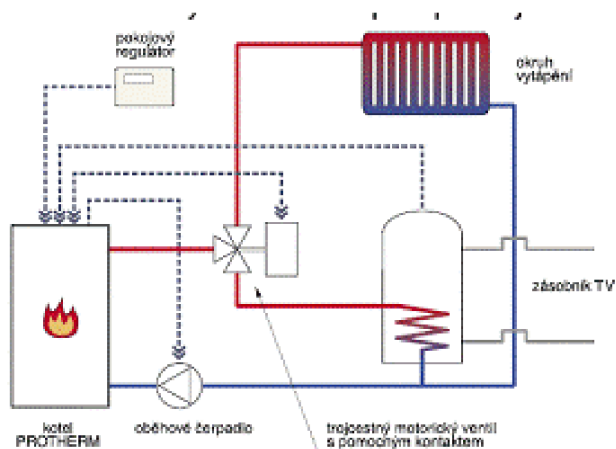 pokojový
regulátor
okruh
vytápění
zásobník TV
kotel
PROTHERM
oběhové čerpadlo
trojcestný motorický ventil
s pomocným kontaktem